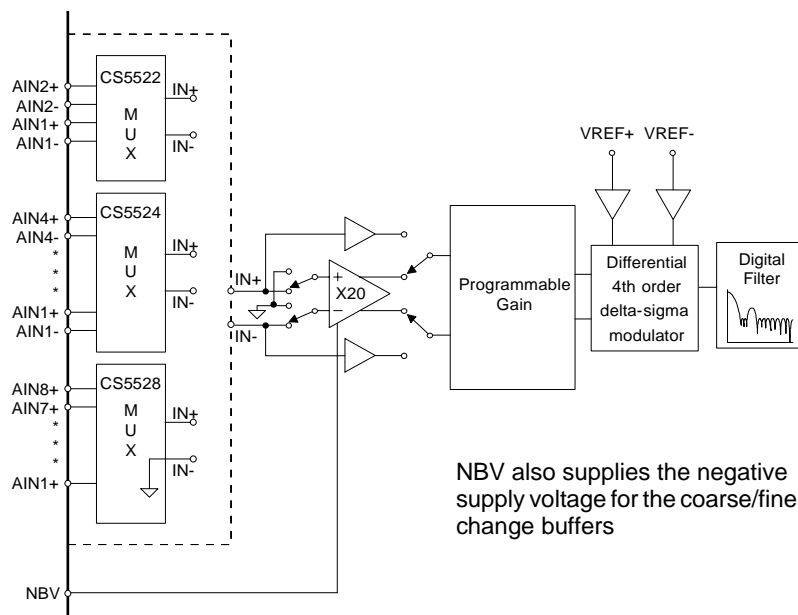 CS5522
AIN2+
AIN2-
AIN1+
AIN1-
M
U
X
IN+
IN-
CS5524
AIN4+
AIN4-
*
*
*
AIN1+
AIN1-
M
U
X
IN+
IN-
CS5528
AIN8+
AIN7+
*
*
*
AIN1+
M
U
X
IN+
IN-
NBV
IN+
IN-
+
X20
-
Programmable
Gain
VREF+
VREF-
Differential
4th order
delta-sigma
modulator
Digital
Filter
NBV also supplies the negative
supply voltage for the coarse/fine
change buffers